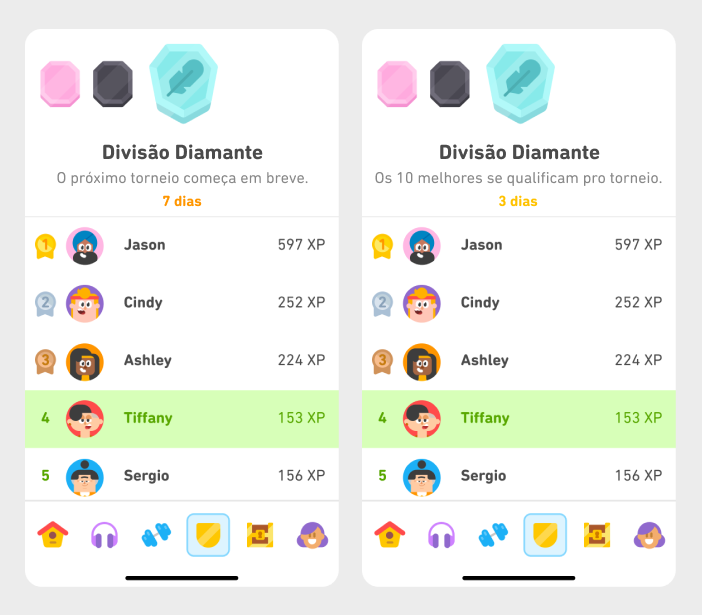 Divisão Diamante
O próximo torneio começa em breve.
7 dias
1 Jason 597 XP
2 Cindy 252 XP
3 Ashley 224 XP
4 Tiffany 153 XP
5 Sergio 156 XP
Divisão Diamante
Os 10 melhores se qualificam pro torneio.
3 dias
1 Jason 597 XP
2 Cindy 252 XP
3 Ashley 224 XP
4 Tiffany 153 XP
5 Sergio 156 XP